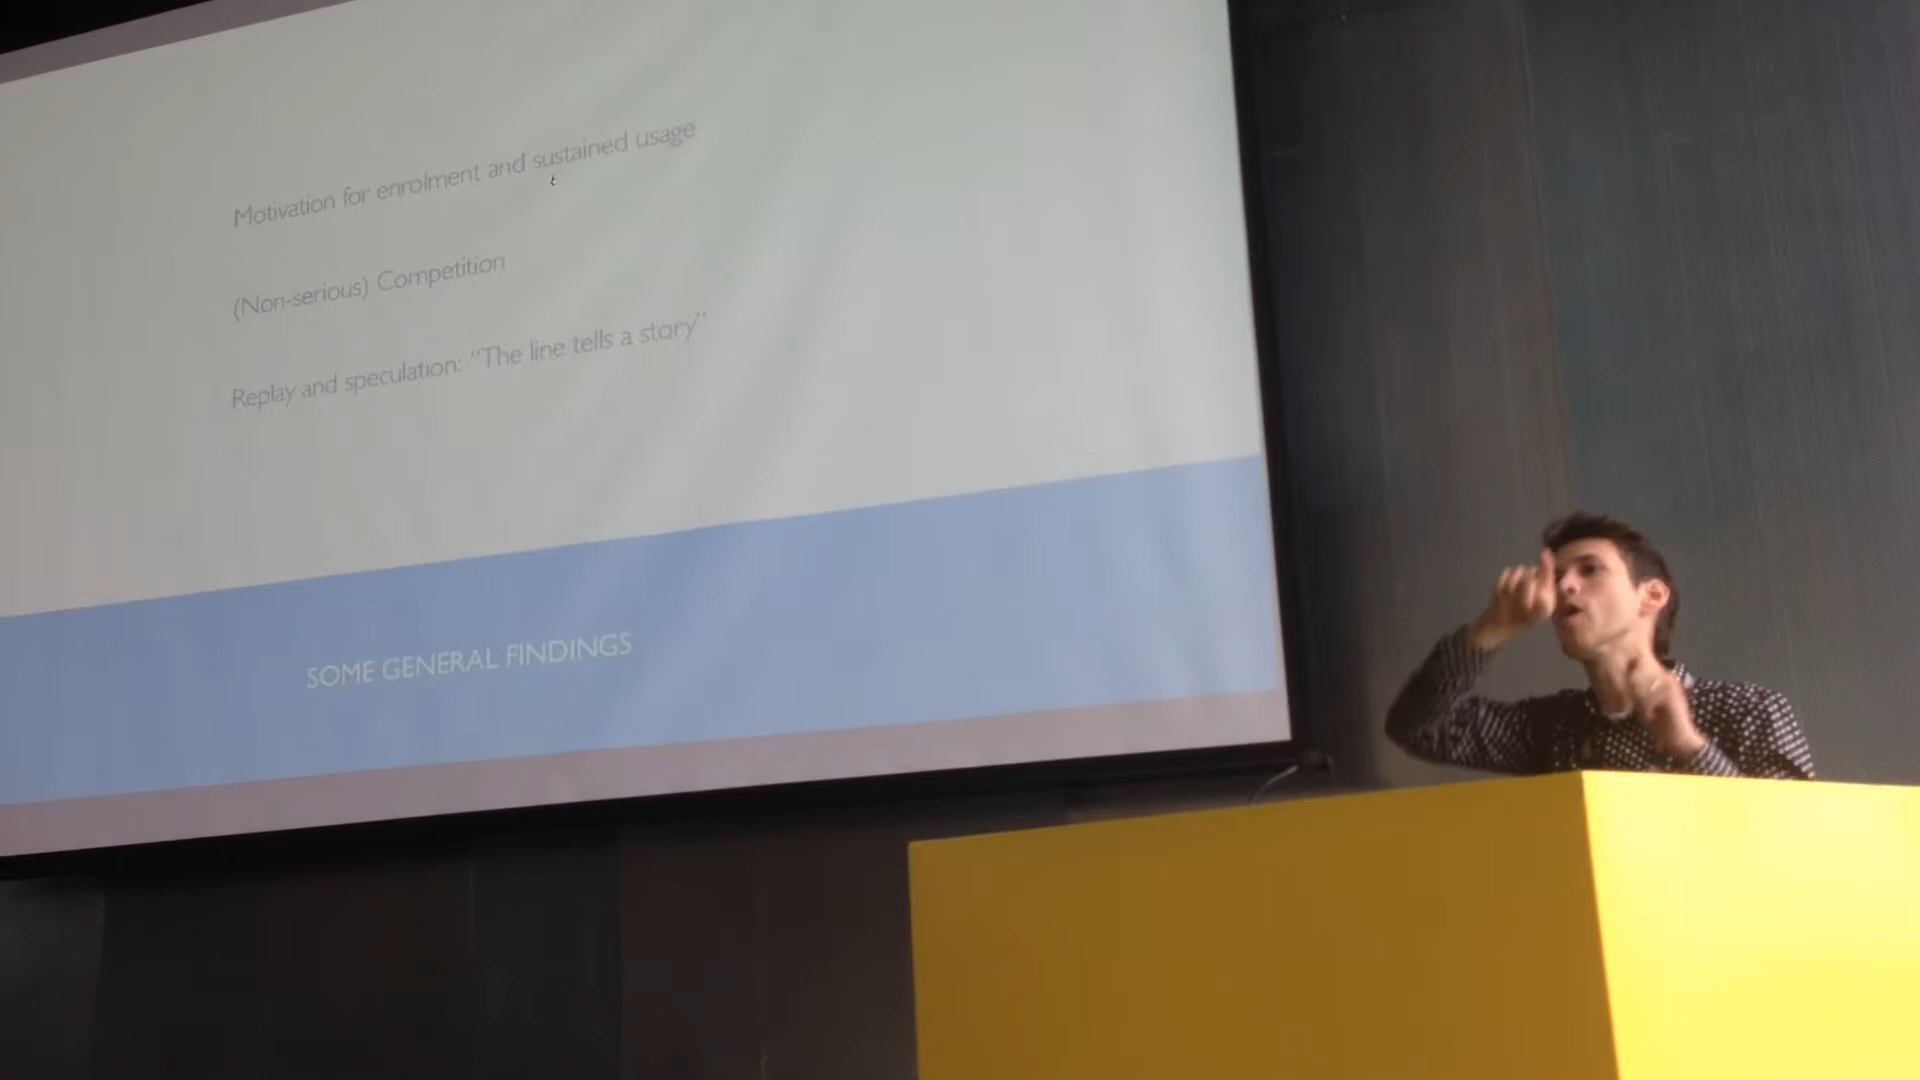 Motivation for enrolment and sustained usage
(Non-serious) Competition
Replay and speculation: “The line tells a story”
SOME GENERAL FINDINGS